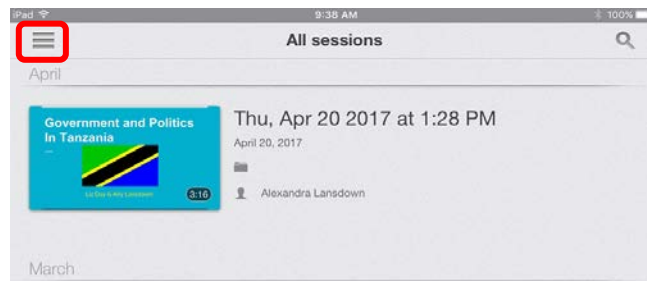 iPad 9:38 AM 100%
All sessions
April
Government and Politics
In Tanzania
3:16
Thu, Apr 20 2017 at 1:28 PM
April 20, 2017
Alexandra Lansdown
March